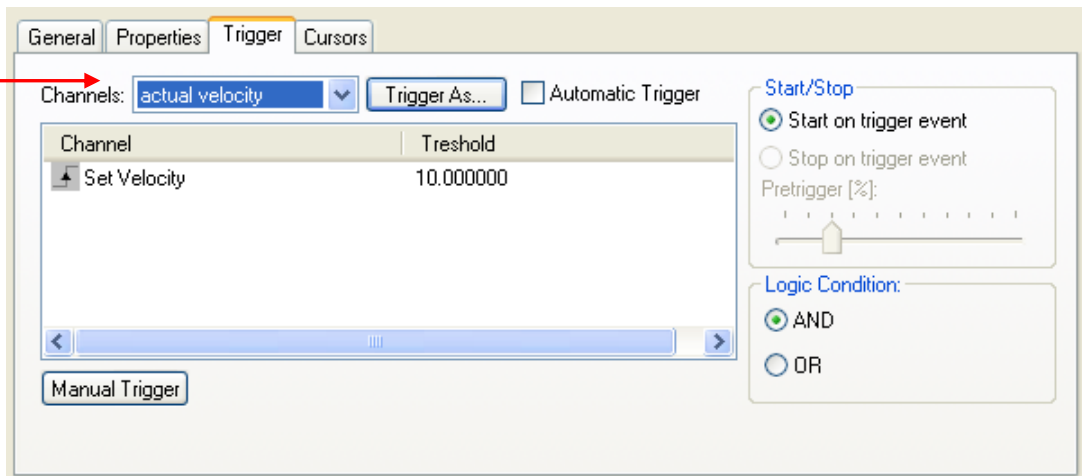 General Properties Trigger Cursors
Channels: actual velocity Trigger As... Automatic Trigger
Channel Treshold
Set Velocity 10.000000
Manual Trigger
Start/Stop
Start on trigger event
Stop on trigger event
Pretrigger [%]:
Logic Condition:
AND
OR